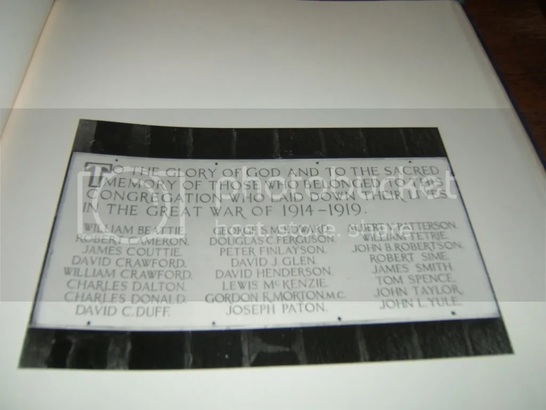 TO THE GLORY OF GOD AND TO THE SACRED
MEMORY OF THOSE WHO BELONGED TO THIS
CONGREGATION WHO LAID DOWN THEIR LIVES
IN THE GREAT WAR OF 1914-1919.
WILLIAM BEATTIE.
ROBERT CAMERON.
JAMES COUTTIE.
DAVID CRAWFORD.
WILLIAM CRAWFORD.
CHARLES DALTON.
CHARLES DONALD.
DAVID C. DUFF.
GEORGE S. EDWARD.
DOUGLAS C. FERGUSON.
PETER FINLAYSON.
DAVID J. GLEN.
DAVID HENDERSON.
LEWIS McKENZIE.
GORDON R. MORTON. M.C.
JOSEPH PATON.
PATTERSON.
WILLIAM PETRIE.
JOHN B. ROBERTSON.
ROBERT SIME.
JAMES SMITH.
TOM SPENCE.
JOHN TAYLOR.
JOHN L. YULE.
photobucket